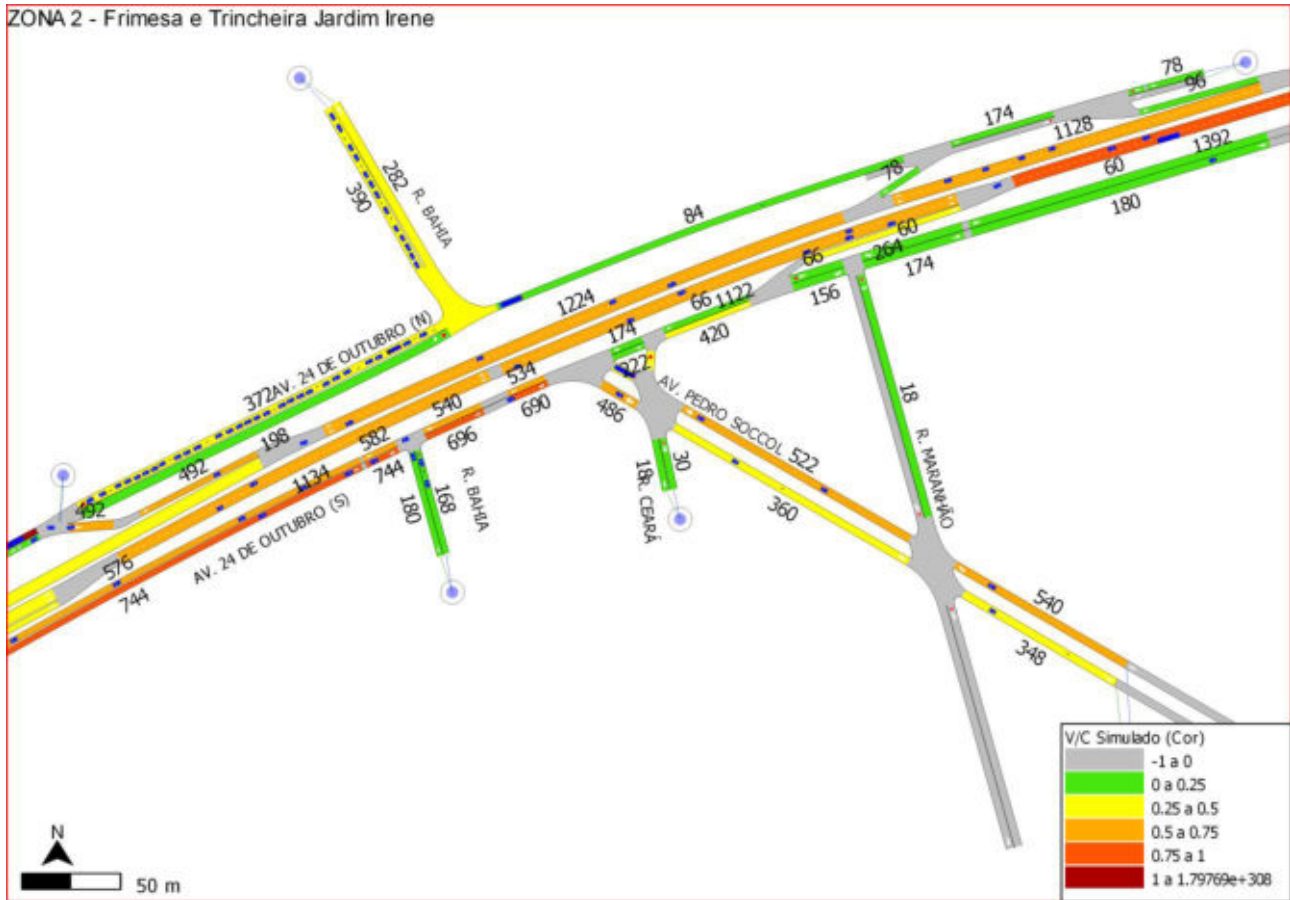 ZONA 2 - Frimesa e Trincheira Jardim Irene
78
96
174
1128
1392
78
60
180
282
390
R. BAHIA
84
60
264
174
66
156
1224
66
1122
420
174
222
372
AV. 24 DE OUTUBRO (N)
534
540
690
486
AV. PEDRO SOCCOL
522
18
R. MARANHÃO
198
582
696
492
1134
744
168
180
R. BAHIA
30
18
R. CEARÁ
360
492
AV. 24 DE OUTUBRO (S)
576
744
540
348
V/C Simulado (Cor)
-1 a 0
0 a 0.25
0.25 a 0.5
0.5 a 0.75
0.75 a 1
1 a 1.79769e+308
N
50 m